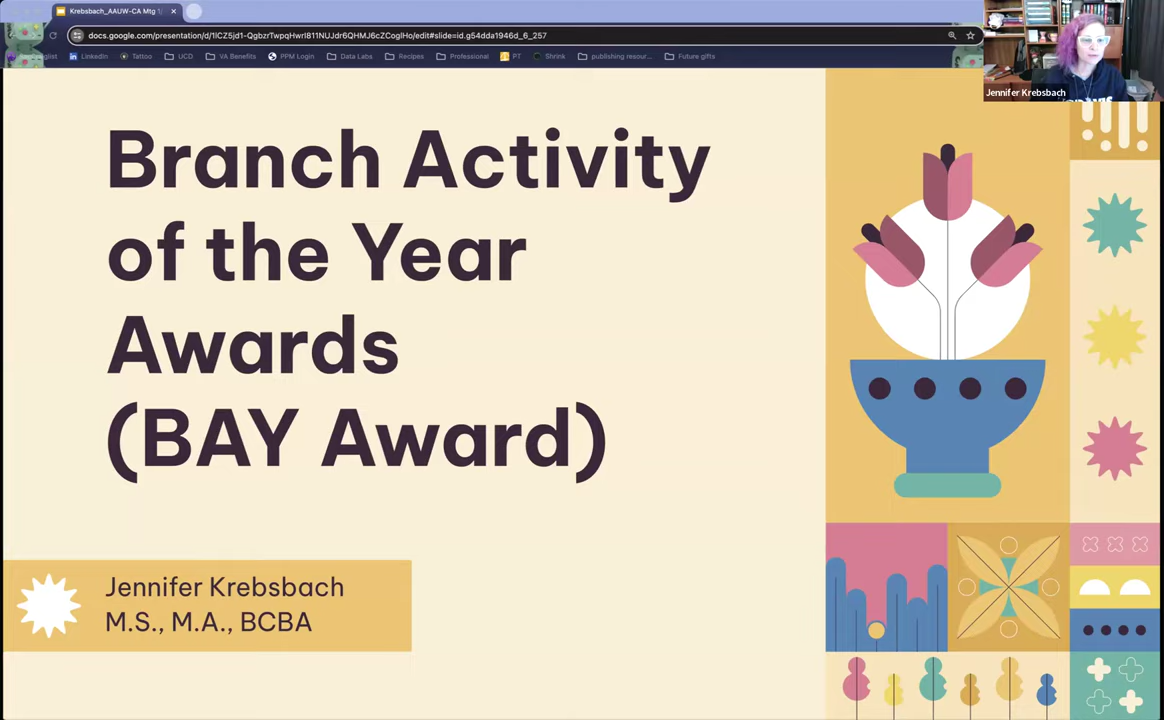 Krebsbach_AAUW-CA Mtg
docs.google.com/presentation/d/1lCZ5jd1-QgbzrTwpqHwrI811NUJdr6QHMJ6cZCoglHo/edit#slide=id.g54dda1946d_6_257
LinkedIn
Tattoo
UCD
VA Benefits
PPM Login
Data Labs
Recipes
Professional
PT
Shrink
publishing resour...
Future gifts
Jennifer Krebsbach
Branch Activity
of the Year
Awards
(BAY Award)
Jennifer Krebsbach
M.S., M.A., BCBA